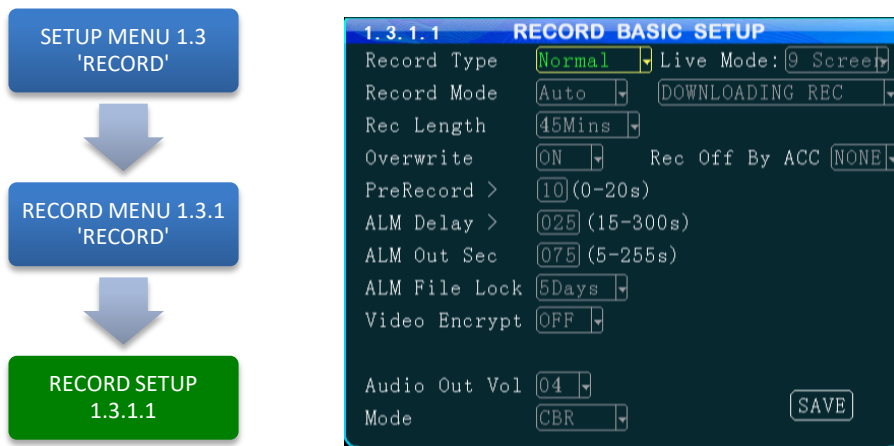 SETUP MENU 1.3
'RECORD'
RECORD MENU 1.3.1
'RECORD'
RECORD SETUP
1.3.1.1
1.3.1.1 RECORD BASIC SETUP
Record Type Normal Live Mode: 9 Screen
Record Mode Auto DOWNLOADING REC
Rec Length 45Mins
Overwrite ON Rec Off By ACC NONE
PreRecord > 10 (0-20s)
ALM Delay > 025 (15-300s)
ALM Out Sec 075 (5-255s)
ALM File Lock 5Days
Video Encrypt OFF
Audio Out Vol 04
Mode CBR
SAVE